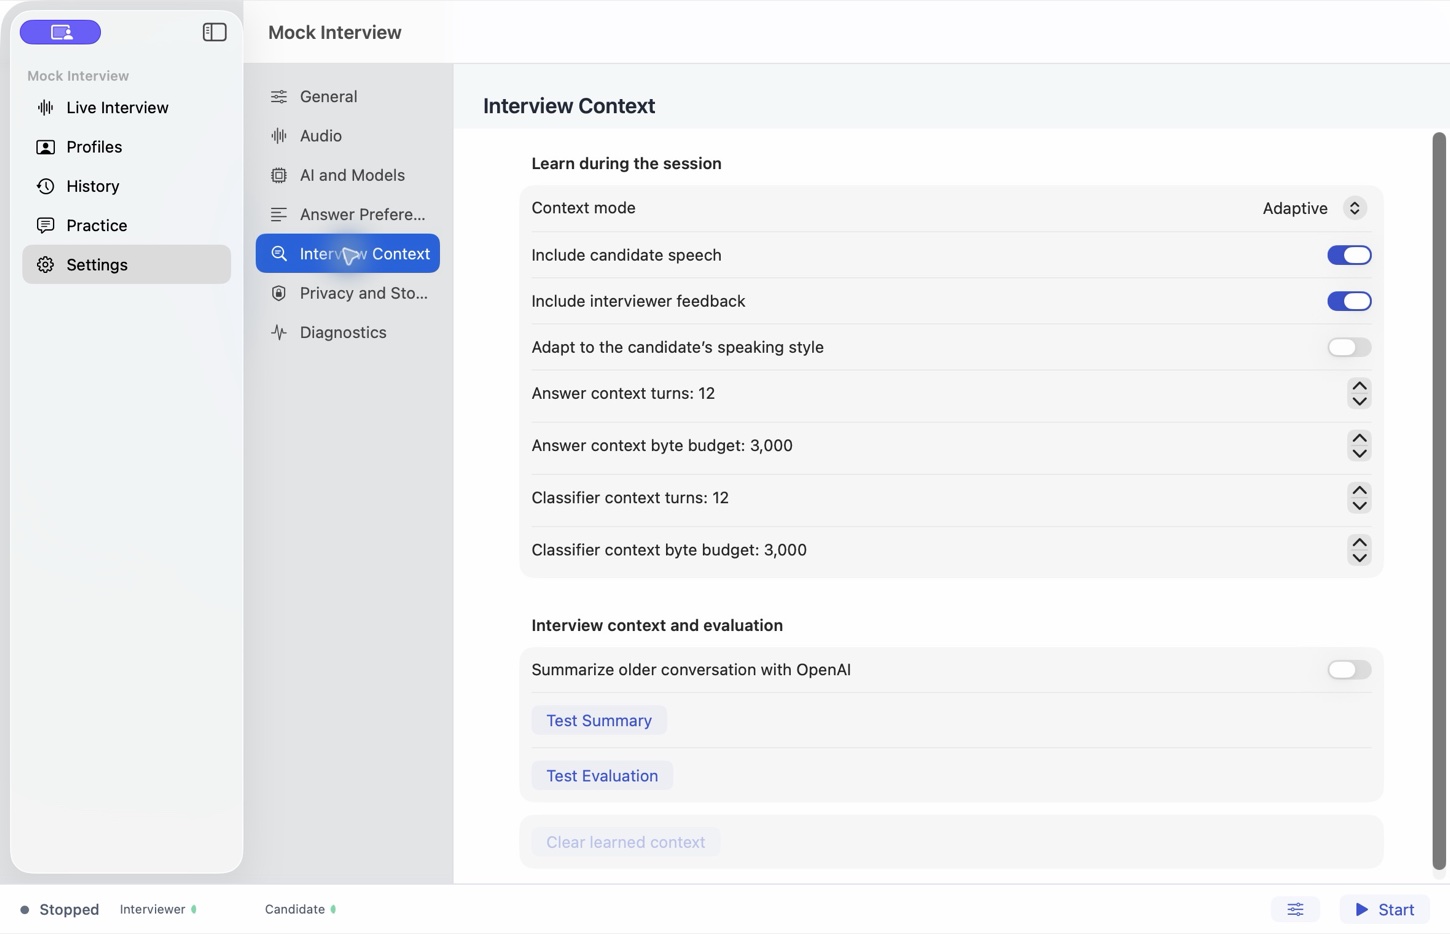 Mock Interview
Mock Interview
Live Interview
Profiles
History
Practice
Settings
General
Audio
AI and Models
Answer Prefere...
Interview Context
Privacy and Sto...
Diagnostics
Interview Context
Learn during the session
Context mode
Adaptive
Include candidate speech
Include interviewer feedback
Adapt to the candidate’s speaking style
Answer context turns: 12
Answer context byte budget: 3,000
Classifier context turns: 12
Classifier context byte budget: 3,000
Interview context and evaluation
Summarize older conversation with OpenAI
Test Summary
Test Evaluation
Clear learned context
Stopped
Interviewer
Candidate
Start